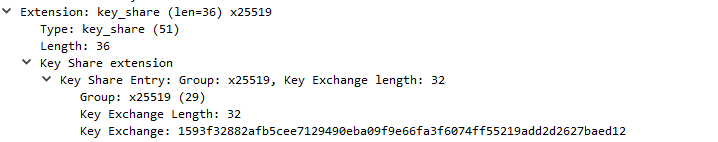 Extension: key_share (len=36) x25519
Type: key_share (51)
Length: 36
Key Share extension
Key Share Entry: Group: x25519, Key Exchange length: 32
Group: x25519 (29)
Key Exchange Length: 32
Key Exchange: 1593f32882afb5cee7129490eba09f9e66fa3f6074ff55219add2d2627baed12